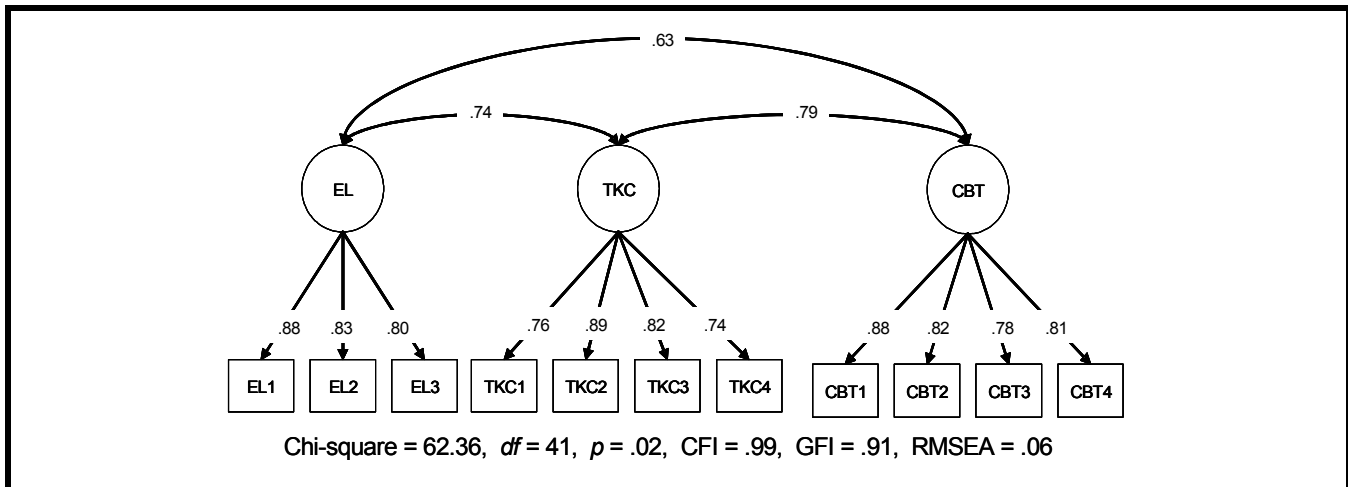 .63
.74 .79
EL TKC CBT
.88 .83 .80 .76 .89 .82 .74 .88 .82 .78 .81
EL1 EL2 EL3 TKC1 TKC2 TKC3 TKC4 CBT1 CBT2 CBT3 CBT4
Chi-square = 62.36, df = 41, p = .02, CFI = .99, GFI = .91, RMSEA = .06